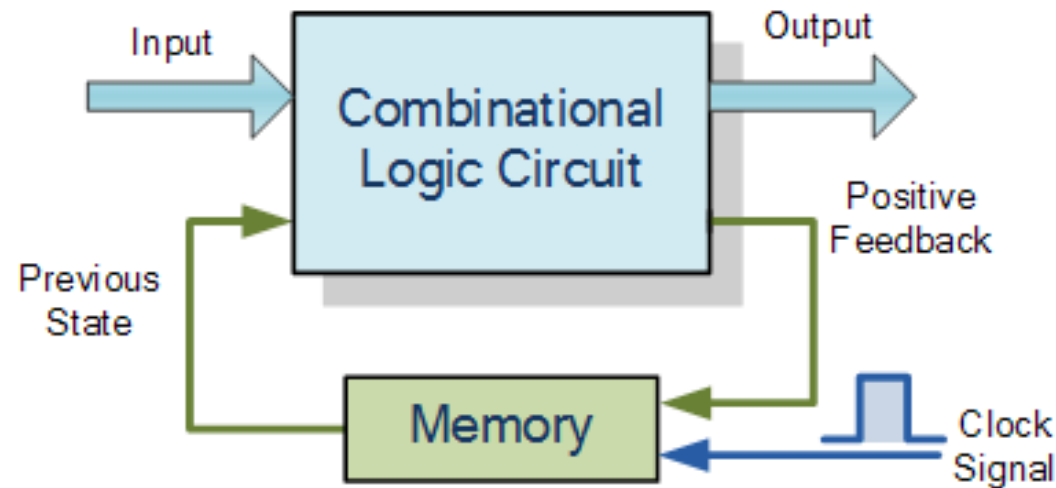 Input
Output
Combinational
Logic Circuit
Positive
Feedback
Previous
State
Memory
Clock
Signal